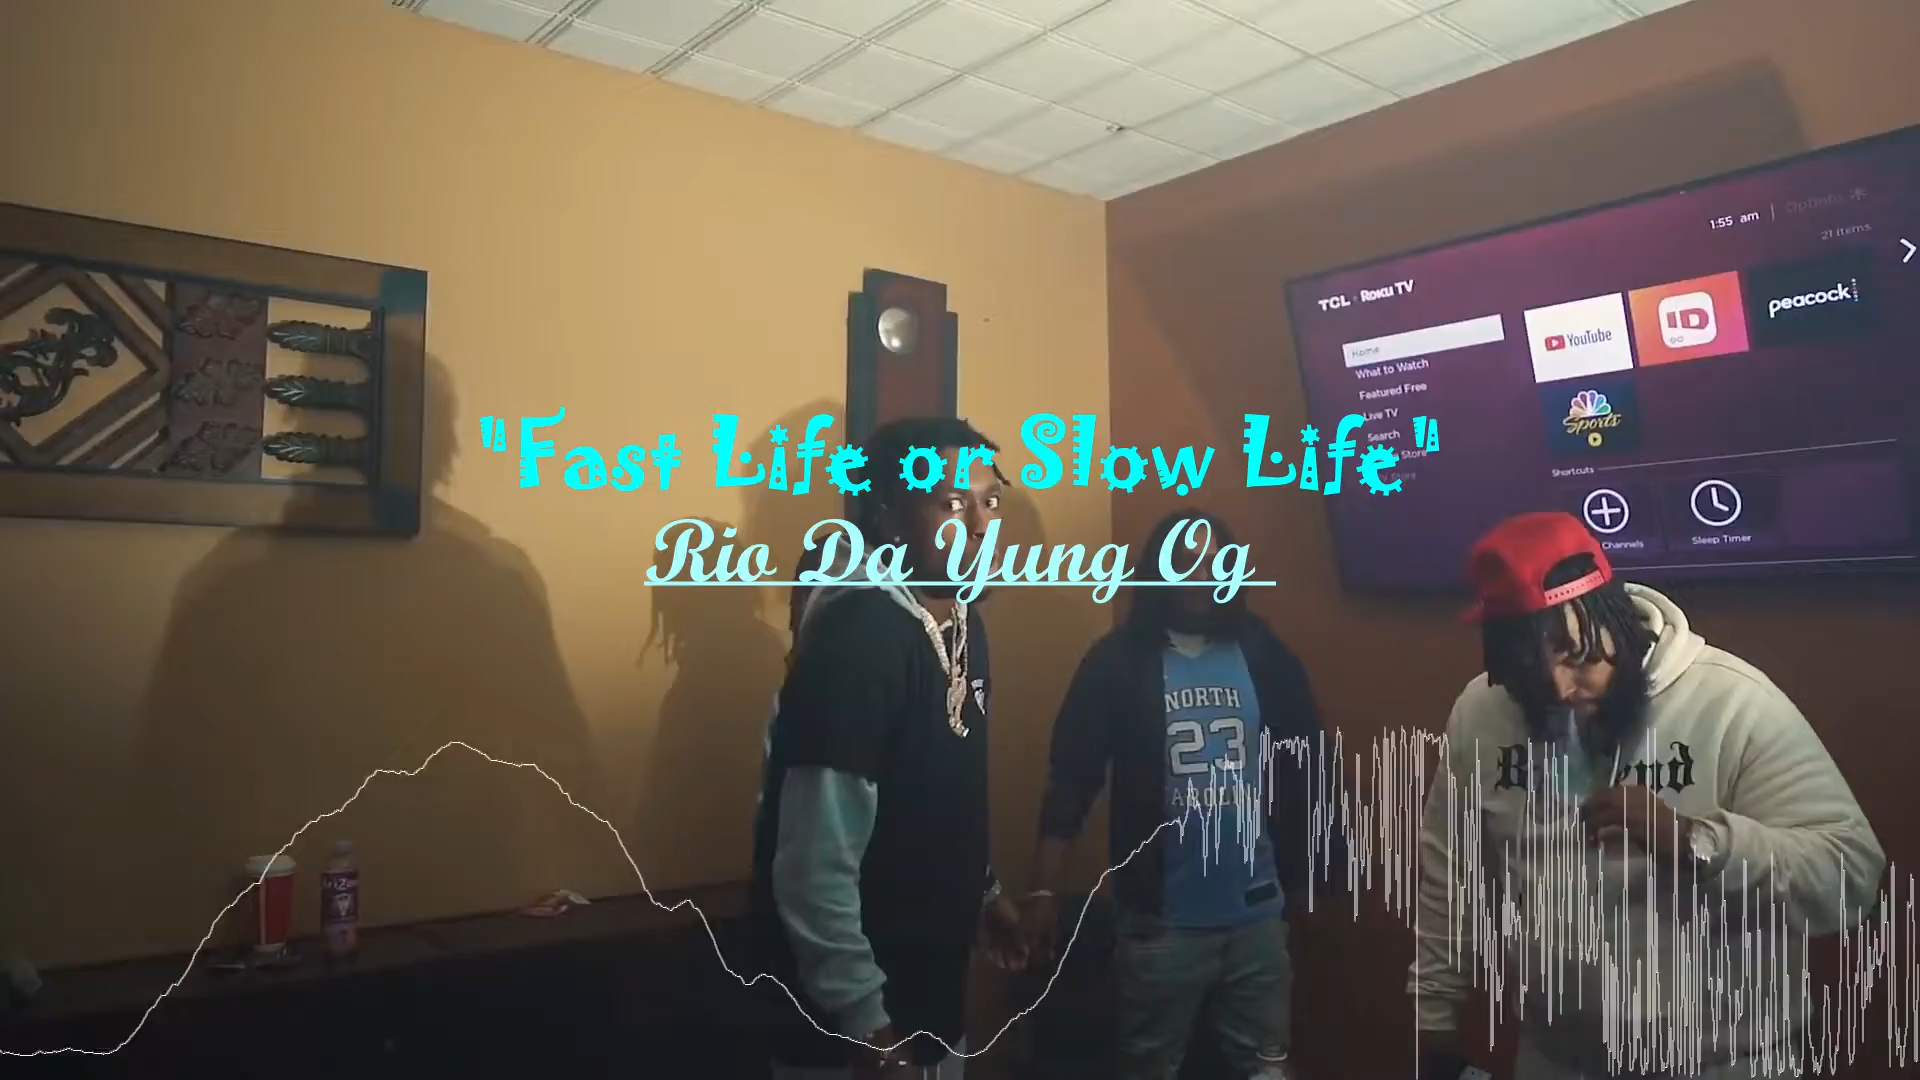 1:55 am | Options
21 items
TCL · Roku TV
Home
What to Watch
Featured Free
Live TV
Search
Store
YouTube
ID
GO
peacock
Sports
Shortcuts
Channels
Sleep Timer
"Fast Life or Slow Life"
Rio Da Yung Og
NORTH
23